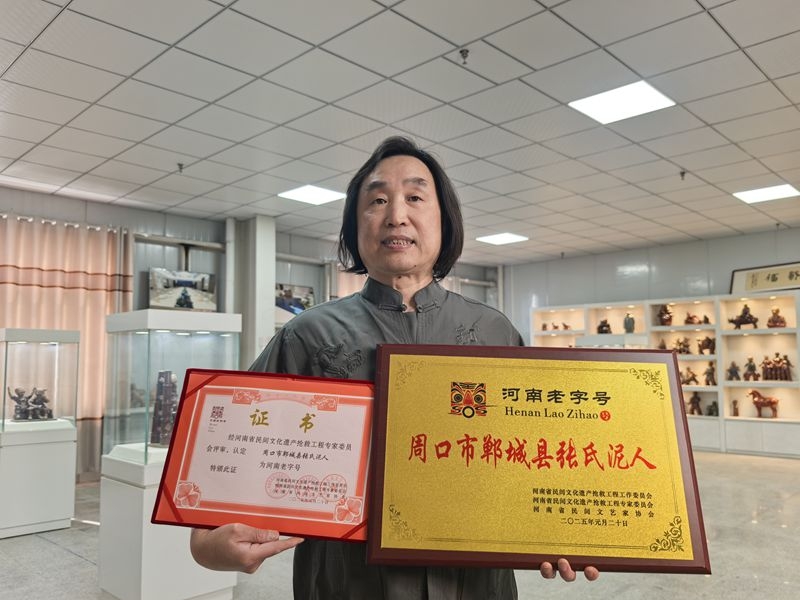 证书
经河南省民间文化遗产抢救工程专家委员
会评审，认定 周口市郸城县张氏泥人
为河南老字号
特颁此证
河南老字号
Henan Lao Zihao
周口市郸城县张氏泥人
河南省民间文化遗产抢救工程工作委员会
河南省民间文化遗产抢救工程专家委员会
河南省民间文艺家协会
二〇二五年元月二十日